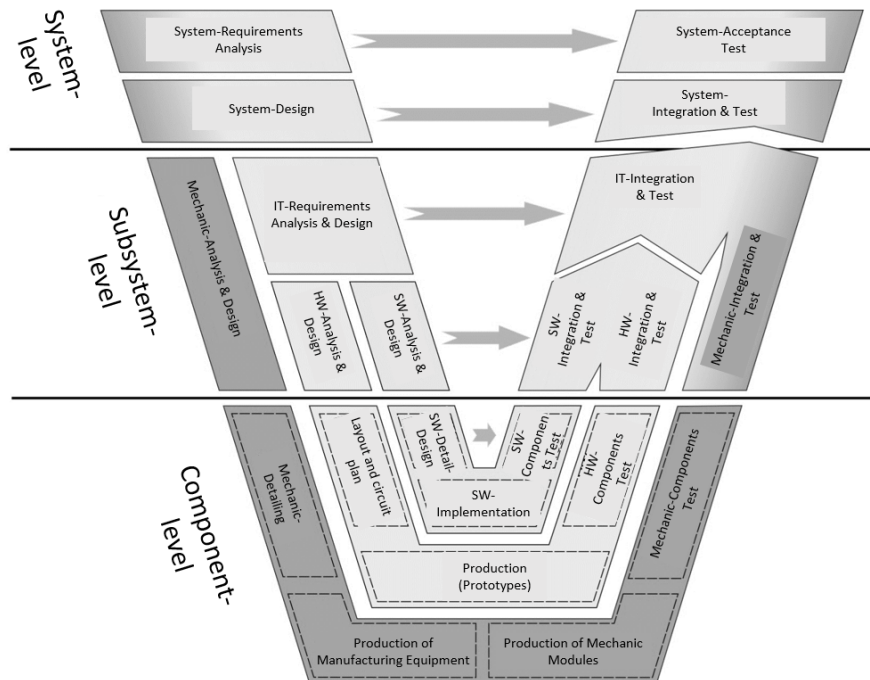 System-
level
System-Requirements
Analysis
System-Acceptance
Test
System-Design
System-
Integration & Test
Subsystem-
level
Mechanic-Analysis & Design
IT-Requirements
Analysis & Design
IT-Integration
& Test
HW-Analysis &
Design
SW-Analysis &
Design
SW-
Integration &
Test
HW-
Integration &
Test
Mechanic-Integration &
Test
Component-
level
Mechanic-
Detailing
Layout and circuit
plan
SW-Detail-
Design
SW-
Componen
ts Test
HW-
Components
Test
Mechanic-Components
Test
SW-
Implementation
Production
(Prototypes)
Production of
Manufacturing Equipment
Production of Mechanic
Modules